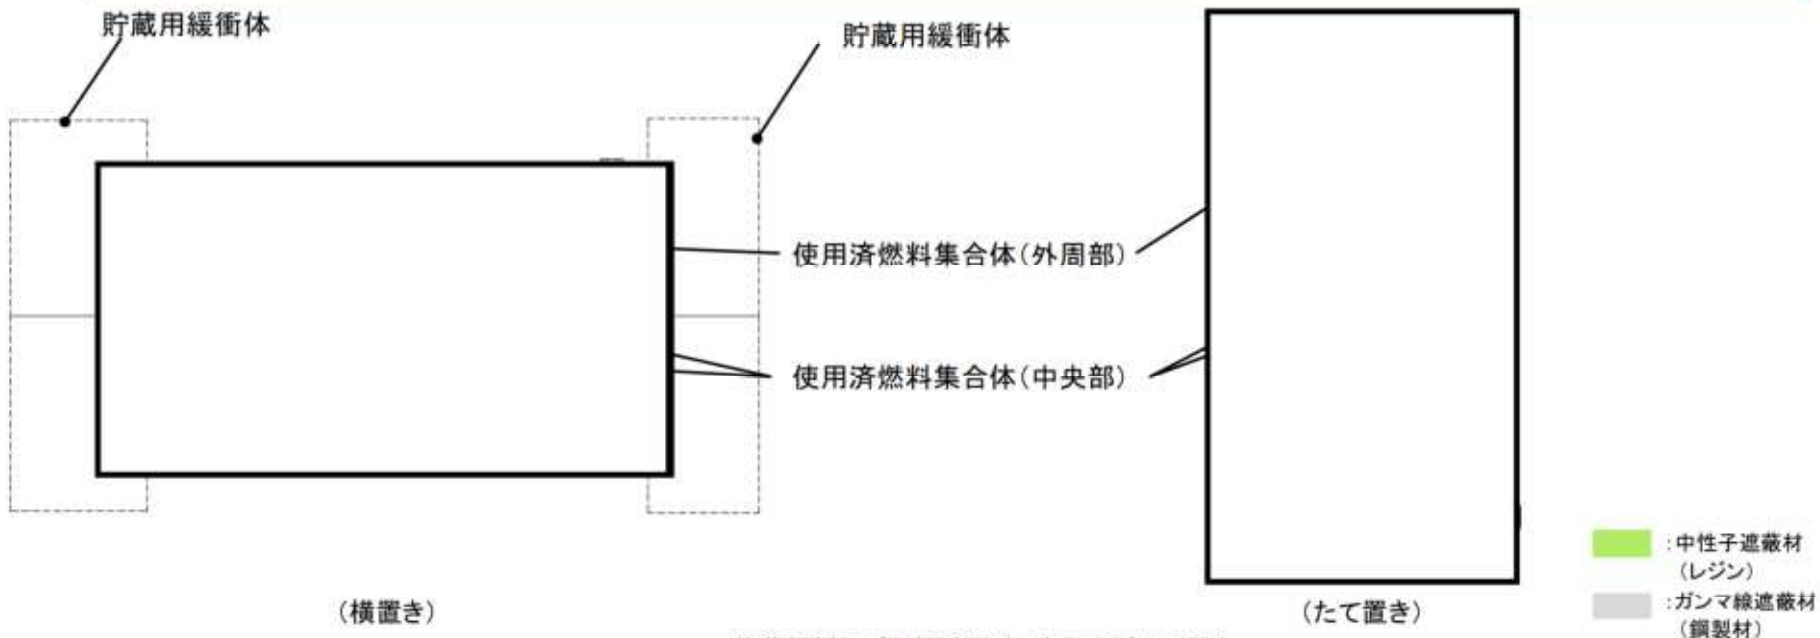 貯蔵用緩衝体
貯蔵用緩衝体
使用済燃料集合体(外周部)
使用済燃料集合体(中央部)
(横置き)
(たて置き)
:中性子遮蔽材
(レジン)
:ガンマ線遮蔽材
(鋼製材)